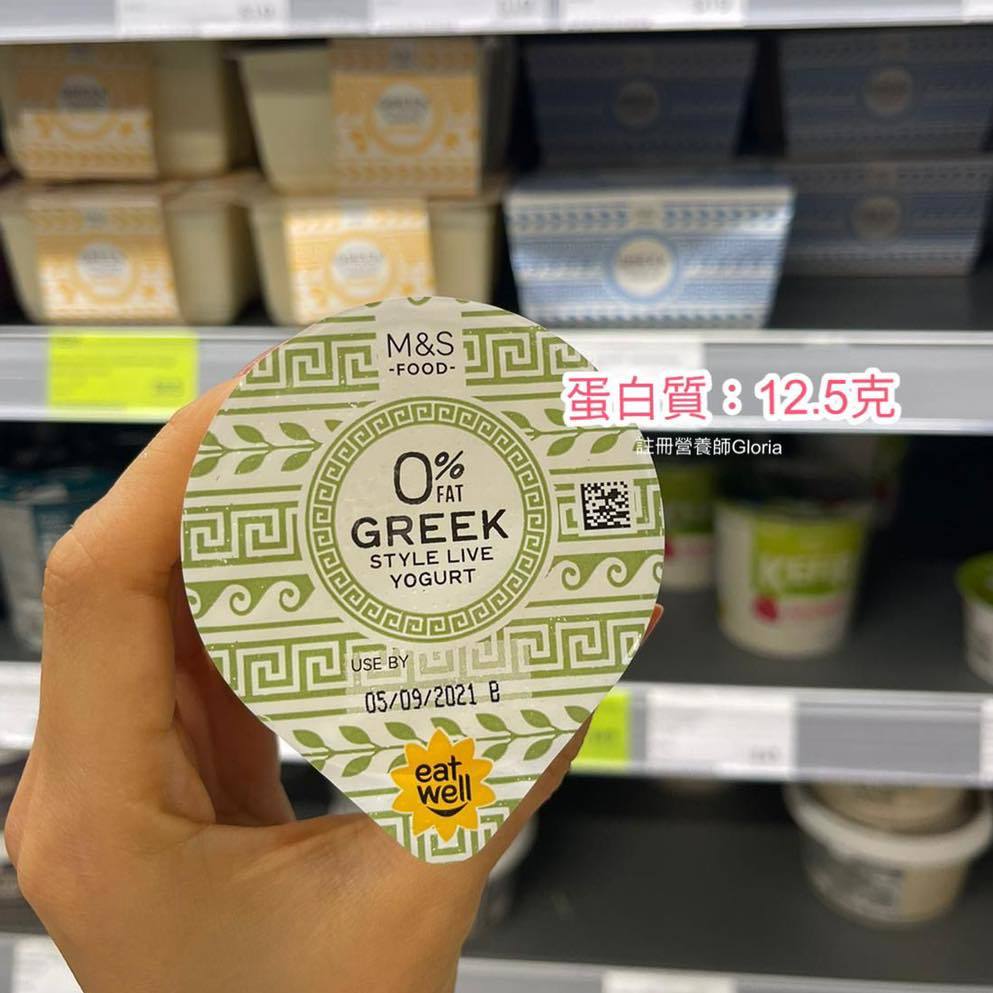 M&S
-FOOD-
蛋白質：12.5克
註冊營養師Gloria
0%
FAT
GREEK
STYLE LIVE
YOGURT
USE BY
05/09/2021 B
eat
well
KEFIR